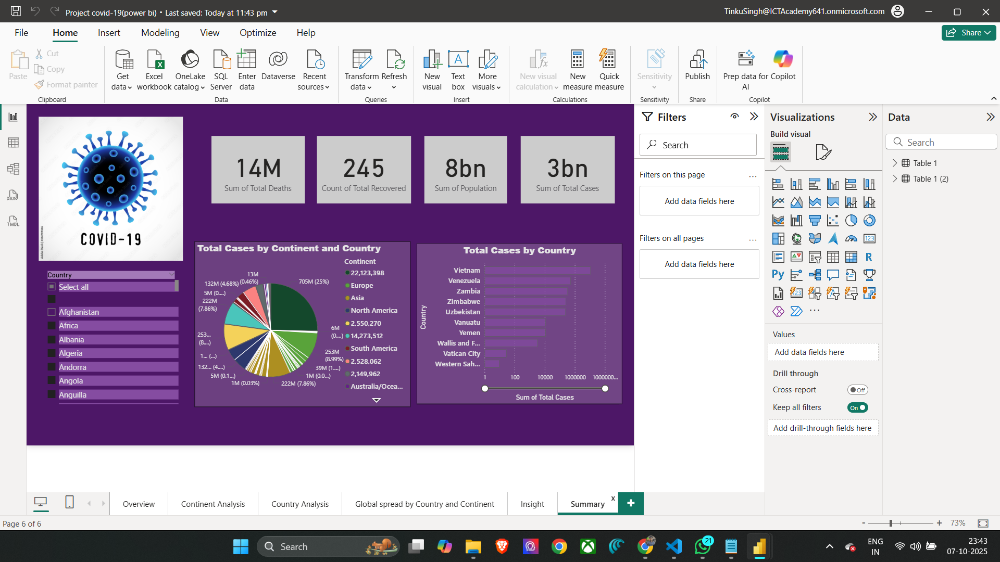 Project covid-19(power bi) • Last saved: Today at 11:43 pm
TinkuSingh@ICTAcademy641.onmicrosoft.com
File Home Insert Modeling View Optimize Help
Share
Paste
Cut
Copy
Format painter
Clipboard
Get data
Excel workbook
OneLake catalog
SQL Server
Enter data
Dataverse
Recent sources
Data
Transform data
Refresh
Queries
New visual
Text box
More visuals
Insert
New visual calculation
New measure
Quick measure
Calculations
Sensitivity
Sensitivity
Publish
Share
Prep data for AI
Copilot
Copilot
DAX
TMDL
COVID-19
14M
Sum of Total Deaths
245
Count of Total Recovered
8bn
Sum of Population
3bn
Sum of Total Cases
Country
Select all
Afghanistan
Africa
Albania
Algeria
Andorra
Angola
Anguilla
Total Cases by Continent and Country
13M
(0.46%)
132M (4.68%)
5M (0....)
222M
(7.86%)
253...
(8....)
1... (...)
132... (4....)
5M (0.1...)
1M (0.03%)
705M (25%)
6M
(0....)
253M
(8.99%)
39M (1....)
1M (0.0...)
222M (7.86%)
Continent
22,123,398
Europe
Asia
North America
2,550,270
14,273,512
South America
2,528,062
2,149,962
Australia/Ocea...
Total Cases by Country
Country
Vietnam
Venezuela
Zambia
Zimbabwe
Uzbekistan
Vanuatu
Yemen
Wallis and F...
Vatican City
Western Sah...
1 100 10000 1000000 1000000...
Sum of Total Cases
Filters
Search
Filters on this page ...
Add data fields here
Filters on all pages ...
Add data fields here
Visualizations
Build visual
123
R
Py
123
...
Values
Add data fields here
Drill through
Cross-report Off
Keep all filters On
Add drill-through fields here
Data
Search
Table 1
Table 1 (2)
Overview Continent Analysis Country Analysis Global spread by Country and Continent Insight Summary x +
Page 6 of 6
- + 73%
Search
21
ENG
IN
23:43
07-10-2025